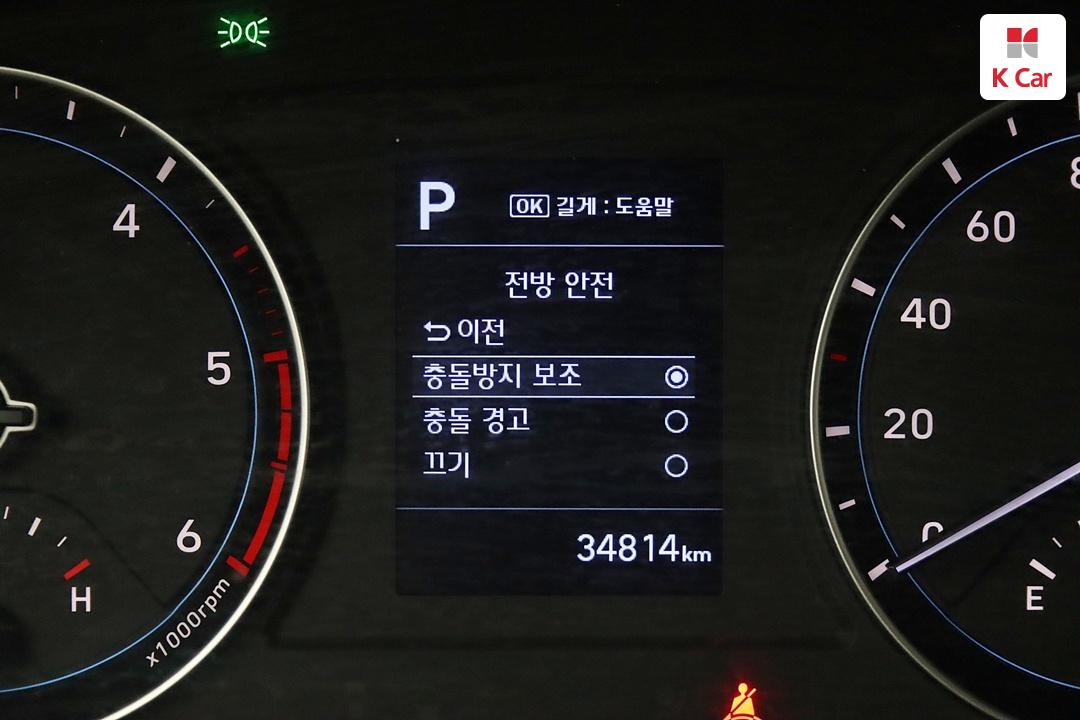 K Car
P
OK 길게 : 도움말
전방 안전
이전
충돌방지 보조
충돌 경고
끄기
34814km
4
5
6
x1000rpm
H
60
40
20
0
E